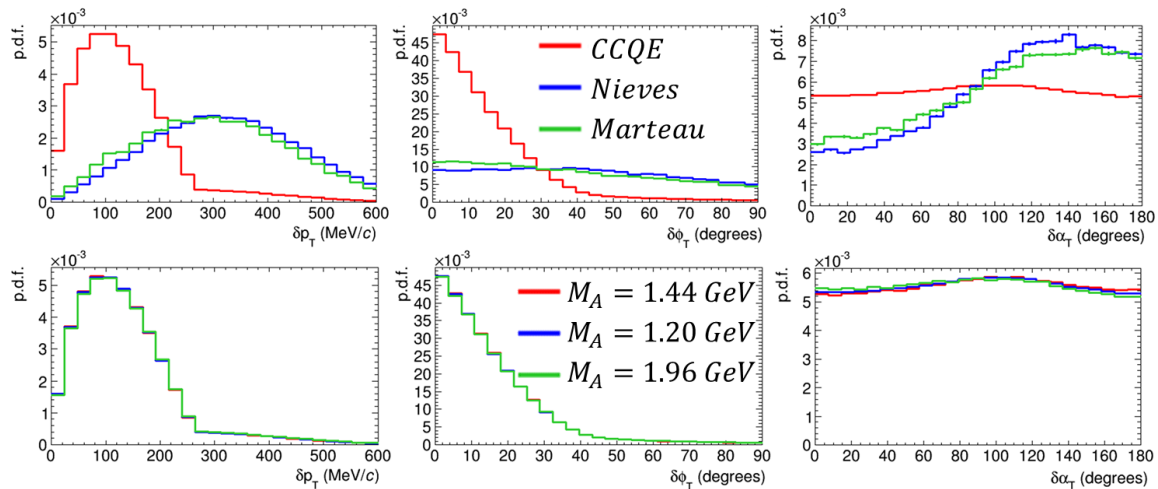 ×10⁻³ ×10⁻³ ×10⁻³
p.d.f. p.d.f. p.d.f.
5 4 3 2 1 0
0 100 200 300 400 500 600
δp_T (MeV/c)
45 40 35 30 25 20 15 10 5 0
CCQE
Nieves
Marteau
0 10 20 30 40 50 60 70 80 90
δϕ_T (degrees)
8 7 6 5 4 3 2 1 0
0 20 40 60 80 100 120 140 160 180
δα_T (degrees)
×10⁻³ ×10⁻³ ×10⁻³
p.d.f. p.d.f. p.d.f.
5 4 3 2 1 0
0 200 400 600
δp_T (MeV/c)
45 40 35 30 25 20 15 10 5 0
M_A = 1.44 GeV
M_A = 1.20 GeV
M_A = 1.96 GeV
0 10 20 30 40 50 60 70 80 90
δϕ_T (degrees)
6 5 4 3 2 1 0
0 20 40 60 80 100 120 140 160 180
δα_T (degrees)